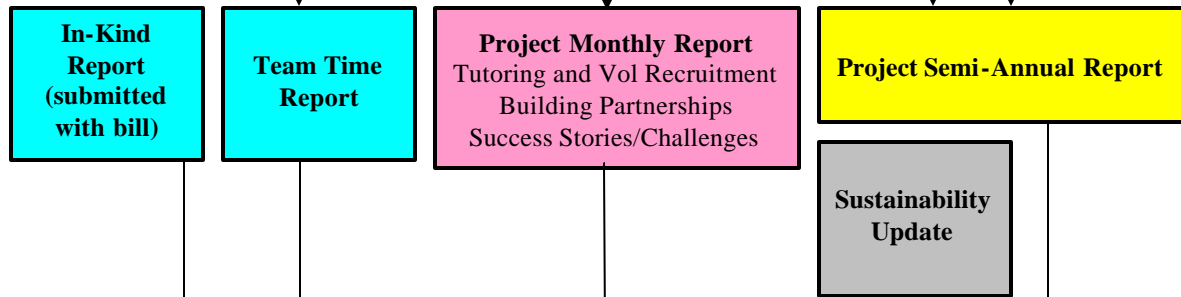 In-Kind
Report
(submitted
with bill)
Team Time
Report
Project Monthly Report
Tutoring and Vol Recruitment
Building Partnerships
Success Stories/Challenges
Project Semi-Annual Report
Sustainability
Update